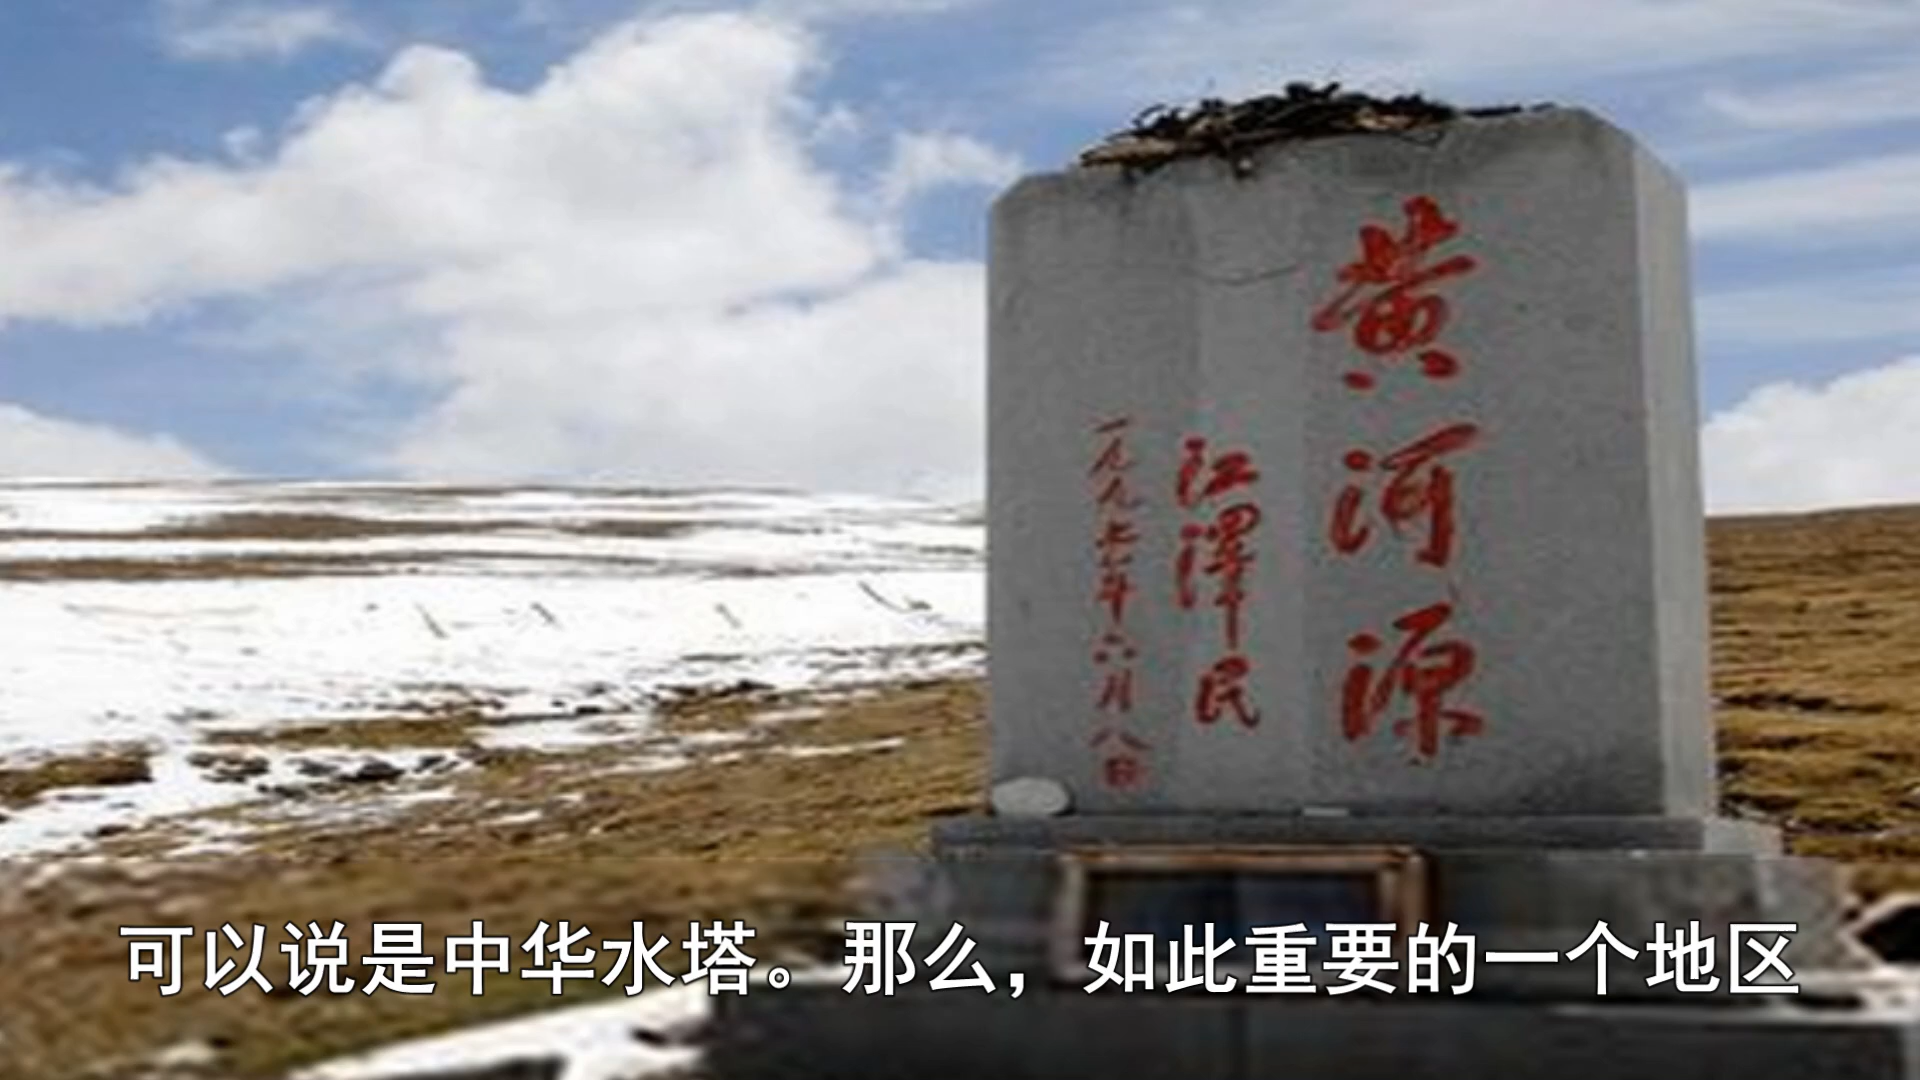 黄河源
江泽民
一九九七年六月八日
可以说是中华水塔。那么，如此重要的一个地区